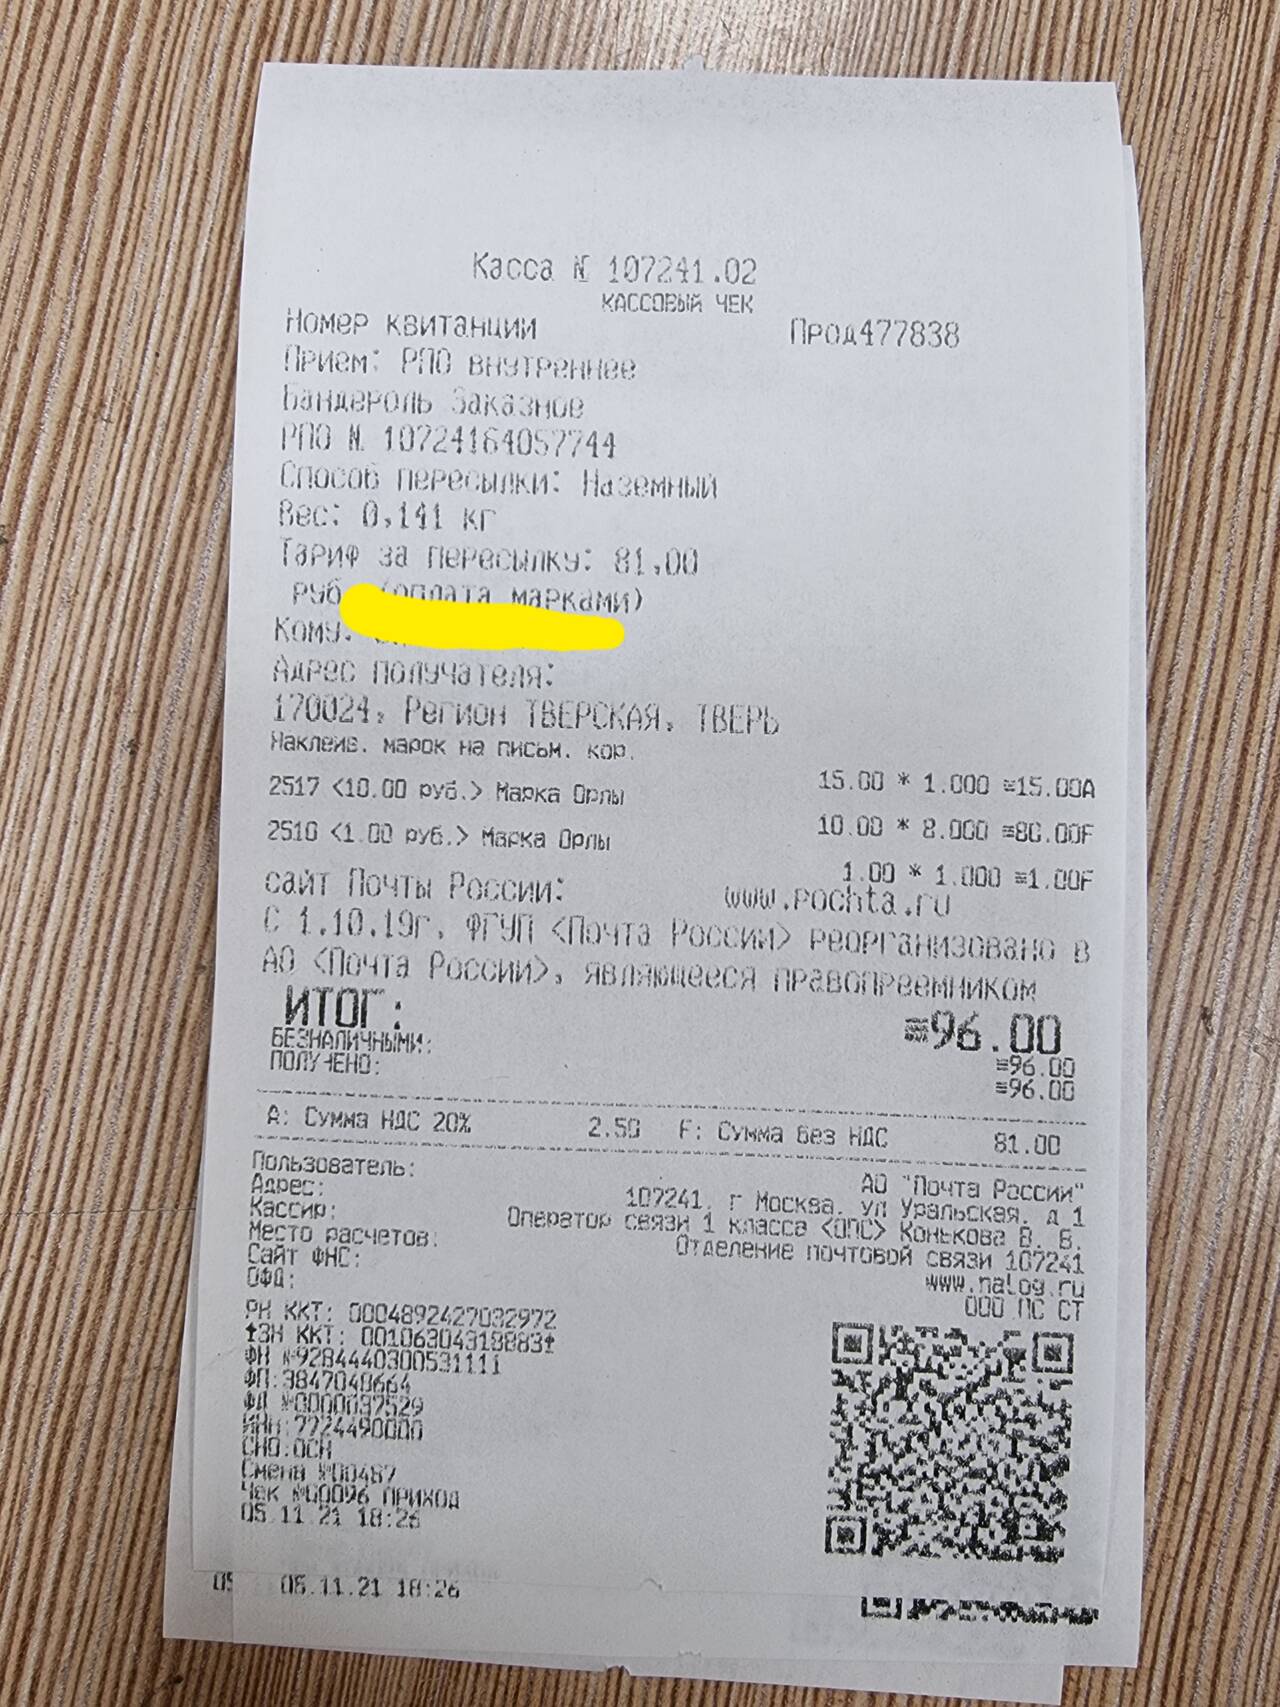 Касса № 107241.02
КАССОВЫЙ ЧЕК
Номер квитанции Прод477838
Прием: РПО внутреннее
Бандероль Заказное
РПО № 10724164057744
Способ пересылки: Наземный
Вес: 0,141 кг
Тариф за пересылку: 81,00
руб (оплата марками)
Кому:
Адрес получателя:
170024, Регион ТВЕРСКАЯ, ТВЕРЬ
Наклеив. марок на письм. кор.
15.00 * 1.000 ≡15.00А
2517 <10.00 руб.> Марка Орлы
10.00 * 8.000 ≡80.00F
2510 <1.00 руб.> Марка Орлы
1.00 * 1.000 ≡1.00F
сайт Почты России: www.pochta.ru
С 1.10.19г. ФГУП <Почта России> реорганизовано в
АО <Почта России>, являющееся правопреемником
ИТОГ: ≡96.00
БЕЗНАЛИЧНЫМИ: ≡96.00
ПОЛУЧЕНО: ≡96.00
А: Сумма НДС 20% 2.50 F: Сумма без НДС 81.00
Пользователь: АО "Почта России"
Адрес: 107241, г Москва, ул Уральская, д 1
Кассир: Оператор связи 1 класса <ОПС> Конькова В. В.
Место расчетов: Отделение почтовой связи 107241
Сайт ФНС: www.nalog.ru
ОФД: ООО ПС СТ
РН ККТ: 0004892427032972
ЗН ККТ: 00106304318883
ФН №9284440300531111
ФП:3847048664
ФД №0000037529
ИНН:7724490000
СНО:ОСН
Смена №00487
Чек №00096 ПРИХОД
05.11.21 18:26
05.11.21 18:26